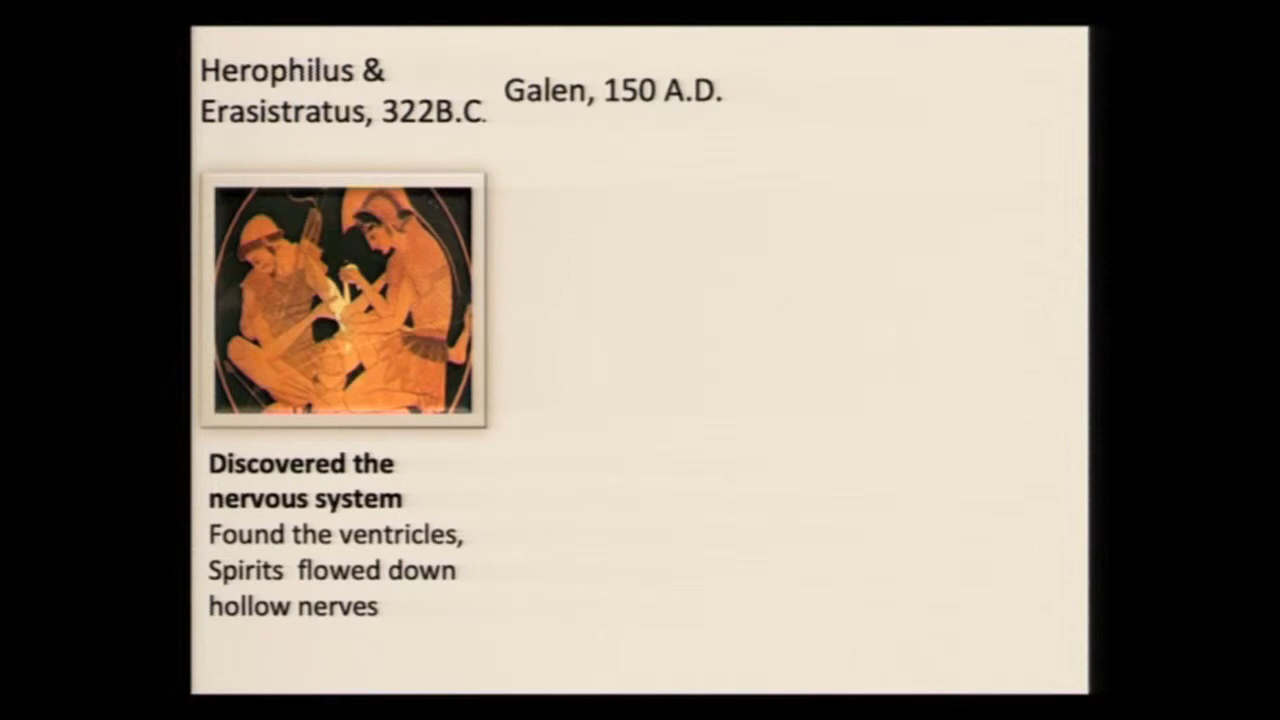 Herophilus &
Erasistratus, 322B.C.
Galen, 150 A.D.
Discovered the
nervous system
Found the ventricles,
Spirits flowed down
hollow nerves